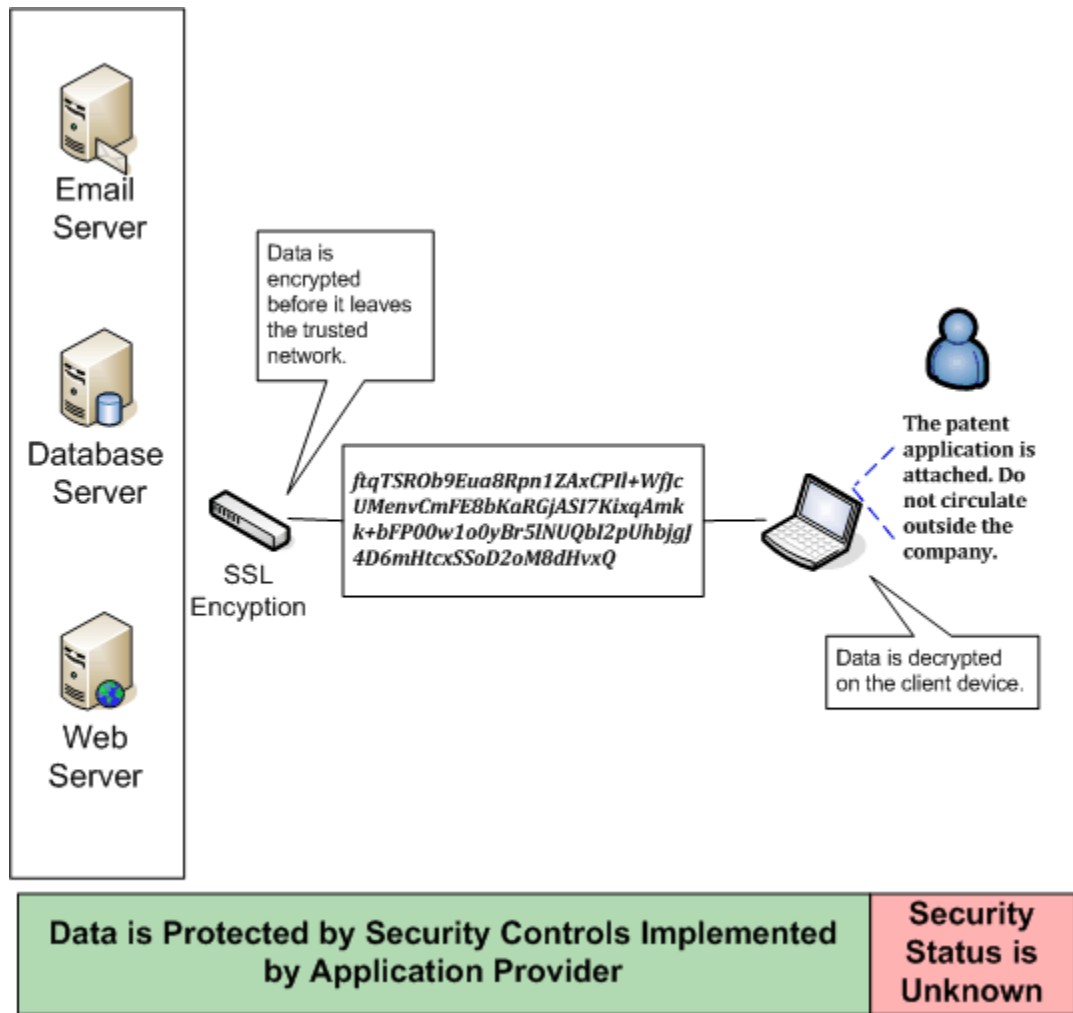 Email
Server
Database
Server
Web
Server
Data is
encrypted
before it leaves
the trusted
network.
SSL
Encyption
ftqTSROb9Eua8Rpn1ZAxCPIl+WfJc
UMenvCmFE8bKaRGjASI7KixqAmk
k+bFP00w1o0yBr5lNUQbI2pUhbjgJ
4D6mHtcxSSoD2oM8dHvxQ
The patent
application is
attached. Do
not circulate
outside the
company.
Data is decrypted
on the client device.
Data is Protected by Security Controls Implemented
by Application Provider
Security
Status is
Unknown